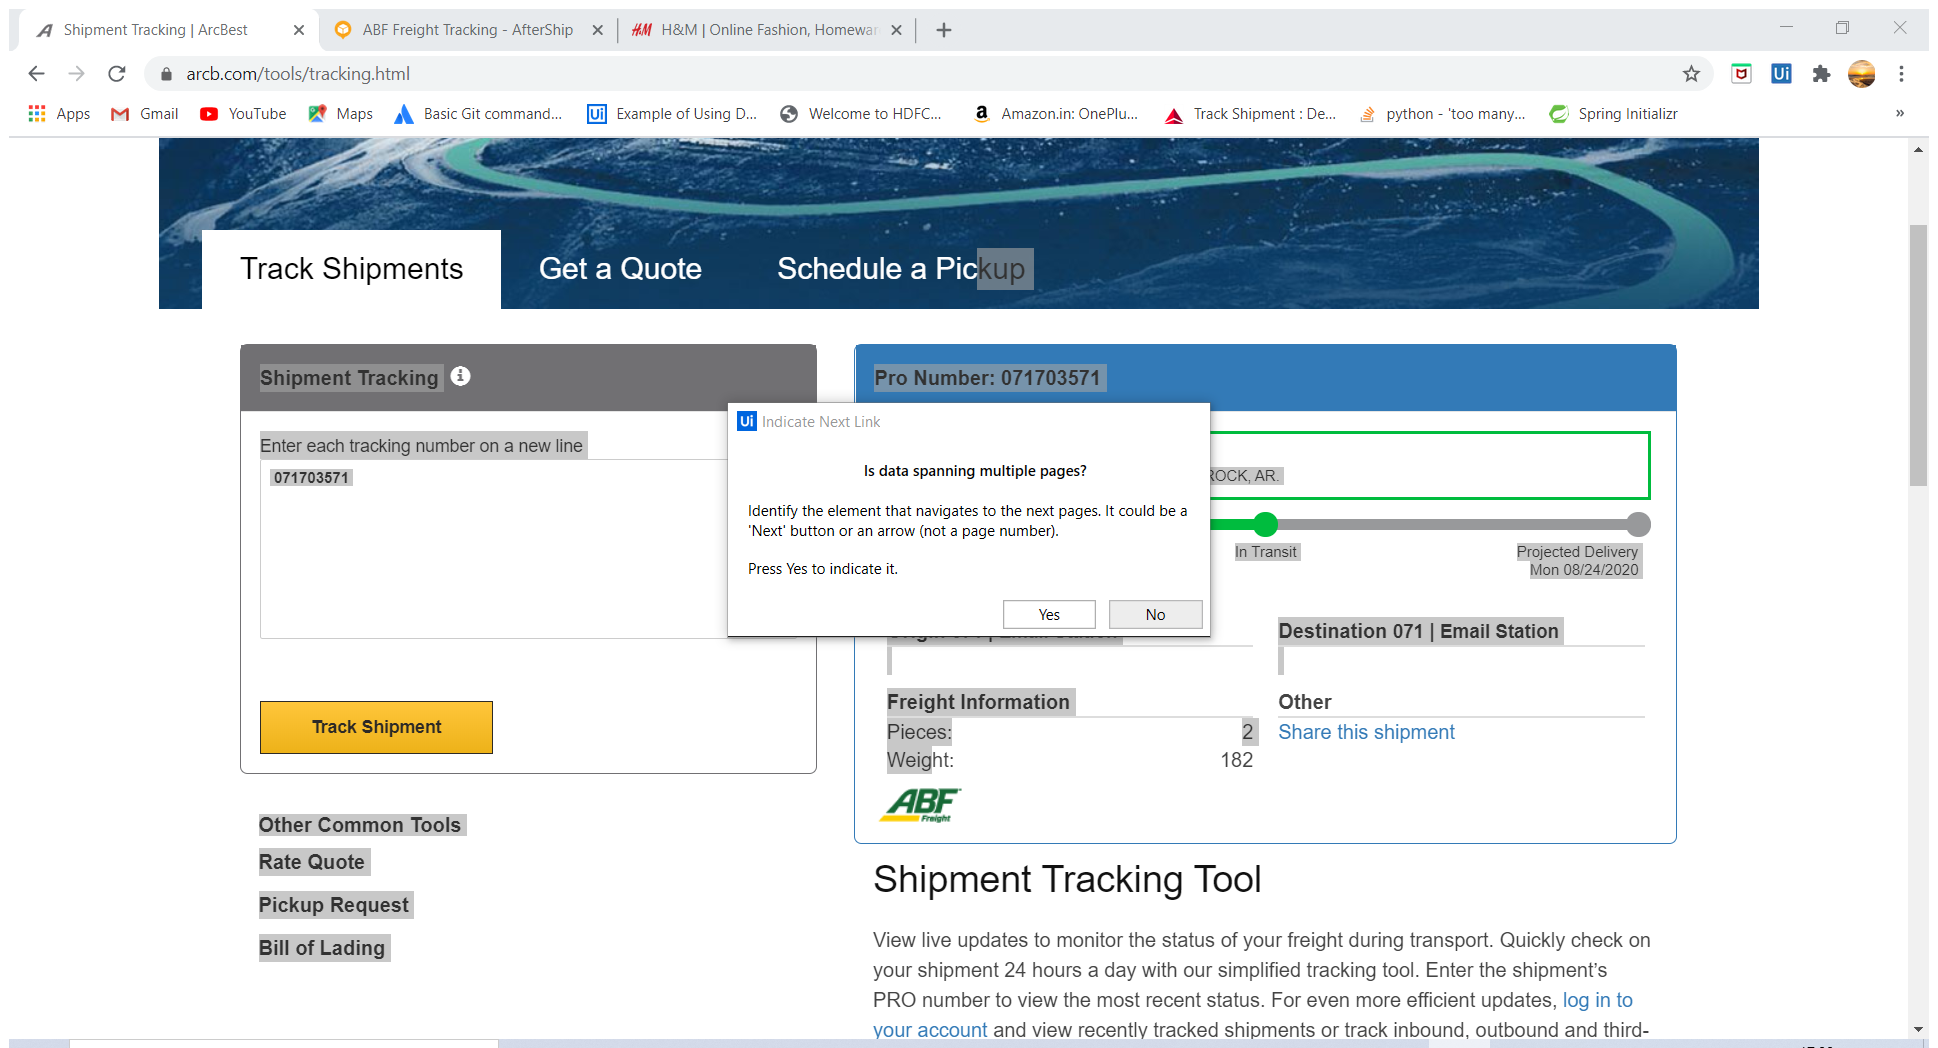 Shipment Tracking | ArcBest
ABF Freight Tracking - AfterShip
H&M | Online Fashion, Homewar
arcb.com/tools/tracking.html
Ui
Apps
Gmail
YouTube
Maps
Basic Git command...
Ui
Example of Using D...
Welcome to HDFC...
a
Amazon.in: OnePlu...
Track Shipment : De...
python - 'too many...
Spring Initializr
»
Track Shipments
Get a Quote
Schedule a Pickup
Shipment Tracking
Enter each tracking number on a new line
071703571
Track Shipment
Other Common Tools
Rate Quote
Pickup Request
Bill of Lading
Pro Number: 071703571
ROCK, AR.
In Transit
Projected Delivery
Mon 08/24/2020
Ui Indicate Next Link
Is data spanning multiple pages?
Identify the element that navigates to the next pages. It could be a
'Next' button or an arrow (not a page number).
Press Yes to indicate it.
Yes
No
Destination 071 | Email Station
Freight Information
Pieces: 2
Weight: 182
Other
Share this shipment
ABF
Freight
Shipment Tracking Tool
View live updates to monitor the status of your freight during transport. Quickly check on
your shipment 24 hours a day with our simplified tracking tool. Enter the shipment's
PRO number to view the most recent status. For even more efficient updates, log in to
your account and view recently tracked shipments or track inbound, outbound and third-